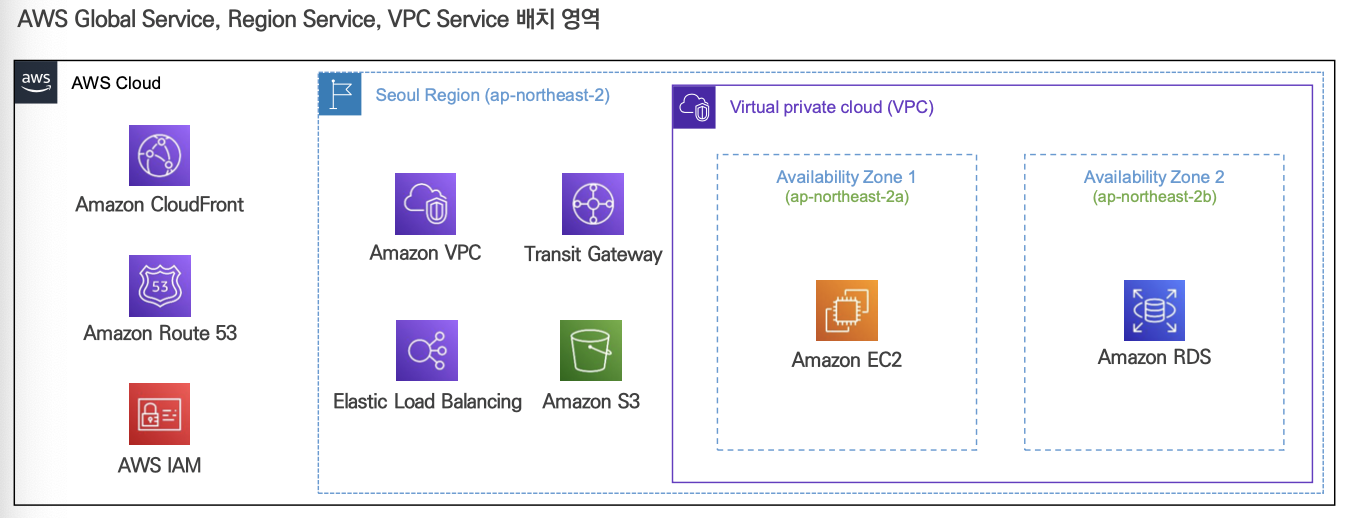 AWS Global Service, Region Service, VPC Service 배치 영역
aws
AWS Cloud
Amazon CloudFront
53
Amazon Route 53
AWS IAM
Seoul Region (ap-northeast-2)
Amazon VPC
Transit Gateway
Elastic Load Balancing
Amazon S3
Virtual private cloud (VPC)
Availability Zone 1
(ap-northeast-2a)
Amazon EC2
Availability Zone 2
(ap-northeast-2b)
Amazon RDS